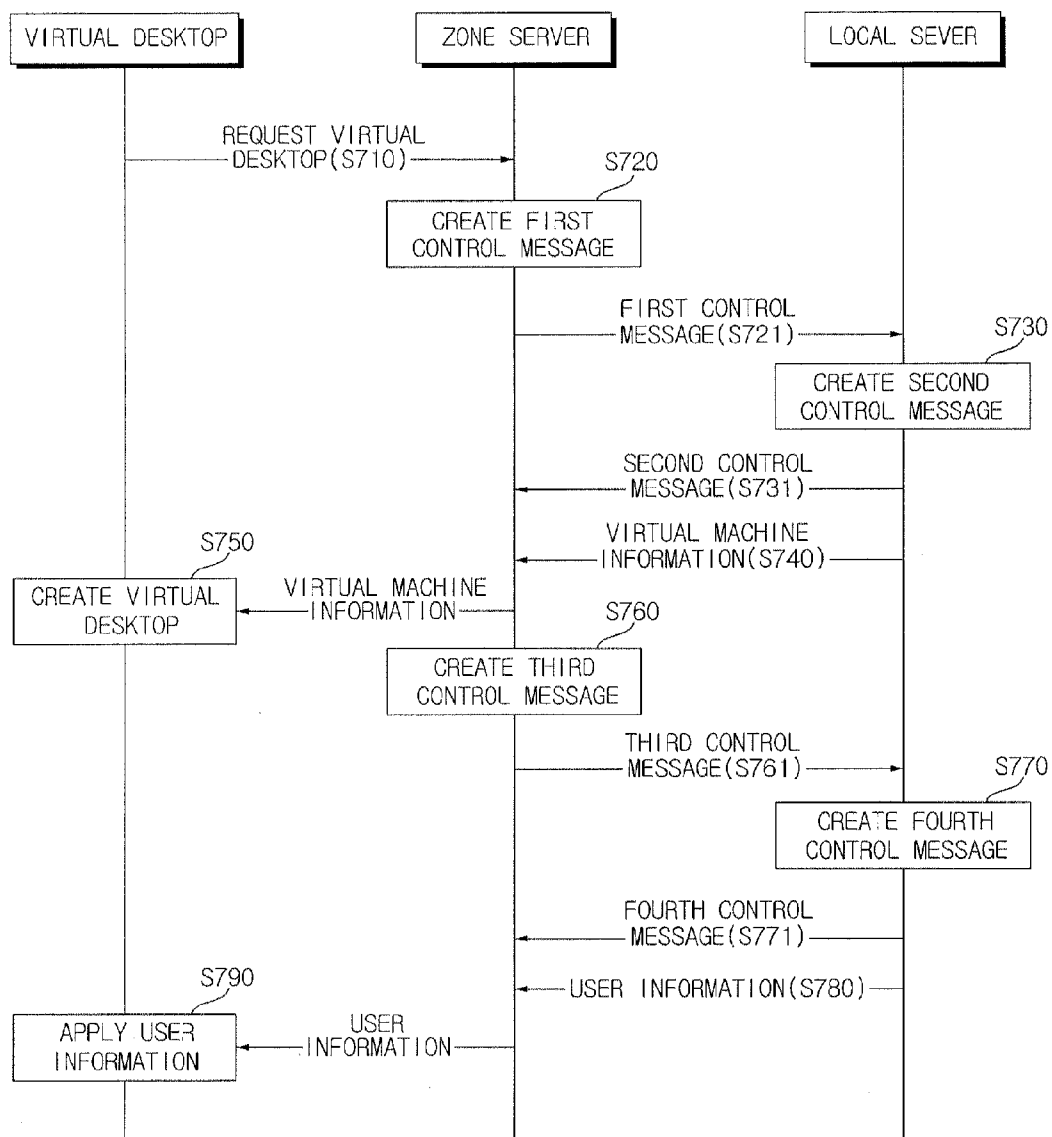 VIRTUAL DESKTOP
ZONE SERVER
LOCAL SEVER
REQUEST VIRTUAL
DESKTOP(S710)
S720
CREATE FIRST
CONTROL MESSAGE
FIRST CONTROL
MESSAGE(S721)
S730
CREATE SECOND
CONTROL MESSAGE
SECOND CONTROL
MESSAGE(S731)
VIRTUAL MACHINE
INFORMATION(S740)
S750
CREATE VIRTUAL
DESKTOP
VIRTUAL MACHINE
INFORMATION
S760
CREATE THIRD
CONTROL MESSAGE
THIRD CONTROL
MESSAGE(S761)
S770
CREATE FOURTH
CONTROL MESSAGE
FOURTH CONTROL
MESSAGE(S771)
USER INFORMATION(S780)
S790
APPLY USER
INFORMATION
USER
INFORMATION